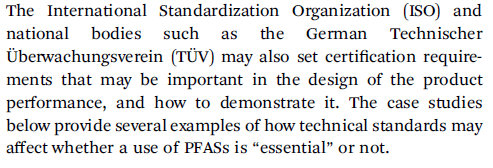 The International Standardization Organization (ISO) and
national bodies such as the German Technischer
Überwachungsverein (TÜV) may also set certification require-
ments that may be important in the design of the product
performance, and how to demonstrate it. The case studies
below provide several examples of how technical standards may
affect whether a use of PFASs is “essential” or not.